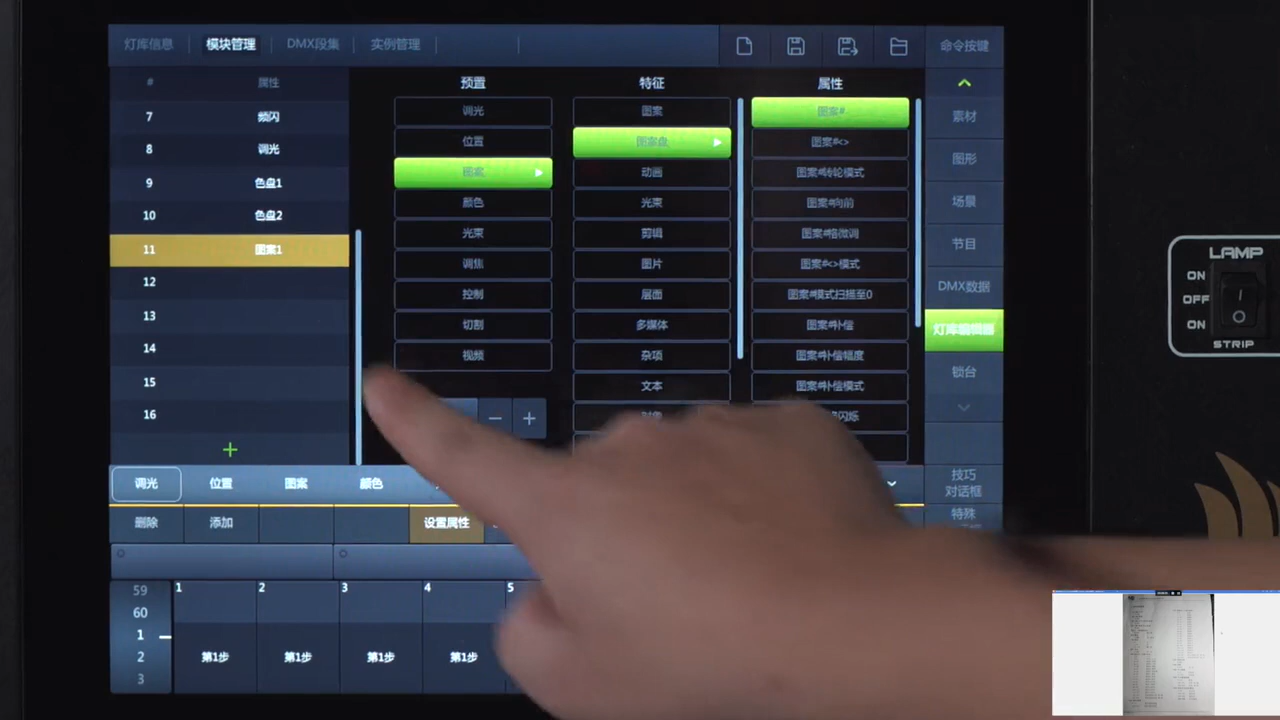 灯库信息 模块管理 DMX段集 实例管理 命令按键
# 属性 预置 特征 属性
7 频闪 调光 图案 图案# 素材
8 调光 位置 图案盘 图案#<>
9 色盘1 图案 动画 图案#转轮模式 图形
10 色盘2 颜色 光束 图案#向前 场景
11 图案1 光束 剪辑 图案#格微调 节目
12 调焦 图片 图案#<>模式 DMX数据
13 控制 层面 图案#模式扫描至0
14 切割 多媒体 图案#补偿 灯库编辑器
15 视频 杂项 图案#补偿幅度 锁台
16 文本 图案#补偿模式
闪烁
− +
+
调光 位置 图案 颜色 技巧
对话框
删除 添加 设置属性 特殊
59
60
1
2
3
1 2 3 4 5
第1步 第1步 第1步 第1步
LAMP
ON
OFF
ON
STRIP